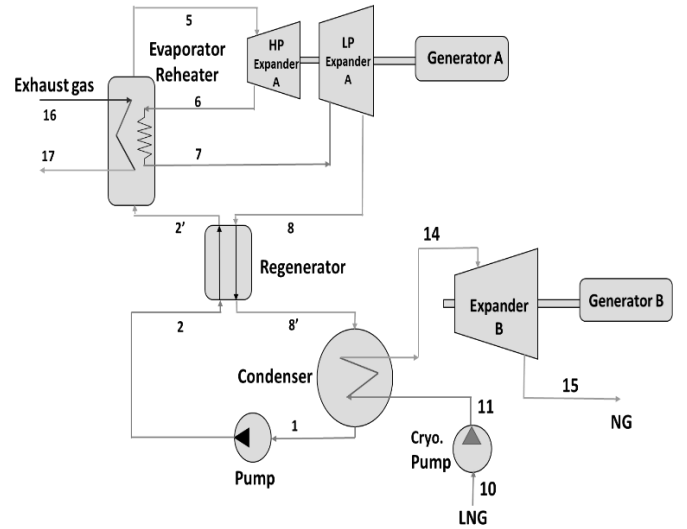 5
HP
Expander
A
LP
Expander
A
Generator A
Evaporator
Reheater
Exhaust gas
16
6
17
7
2’
8
Regenerator
14
Expander
B
Generator B
2
8’
Condenser
15
NG
11
1
Cryo.
Pump
Pump
10
LNG